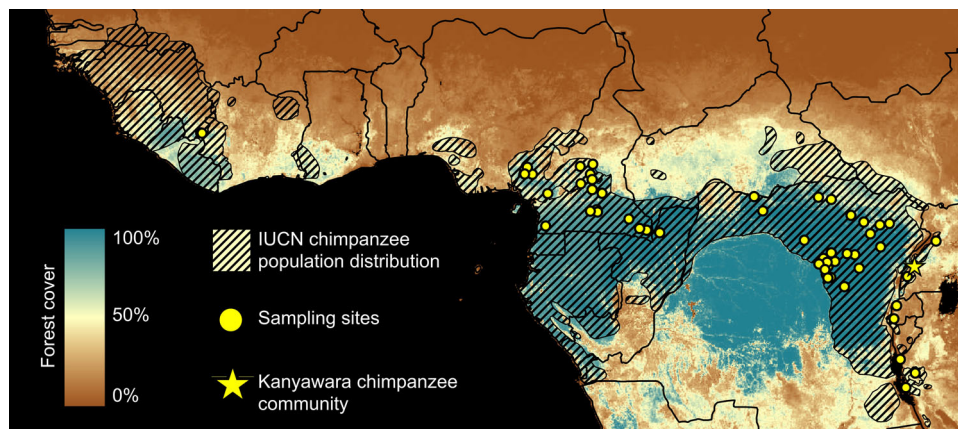 Forest cover
100%
50%
0%
IUCN chimpanzee
population distribution
Sampling sites
Kanyawara chimpanzee
community